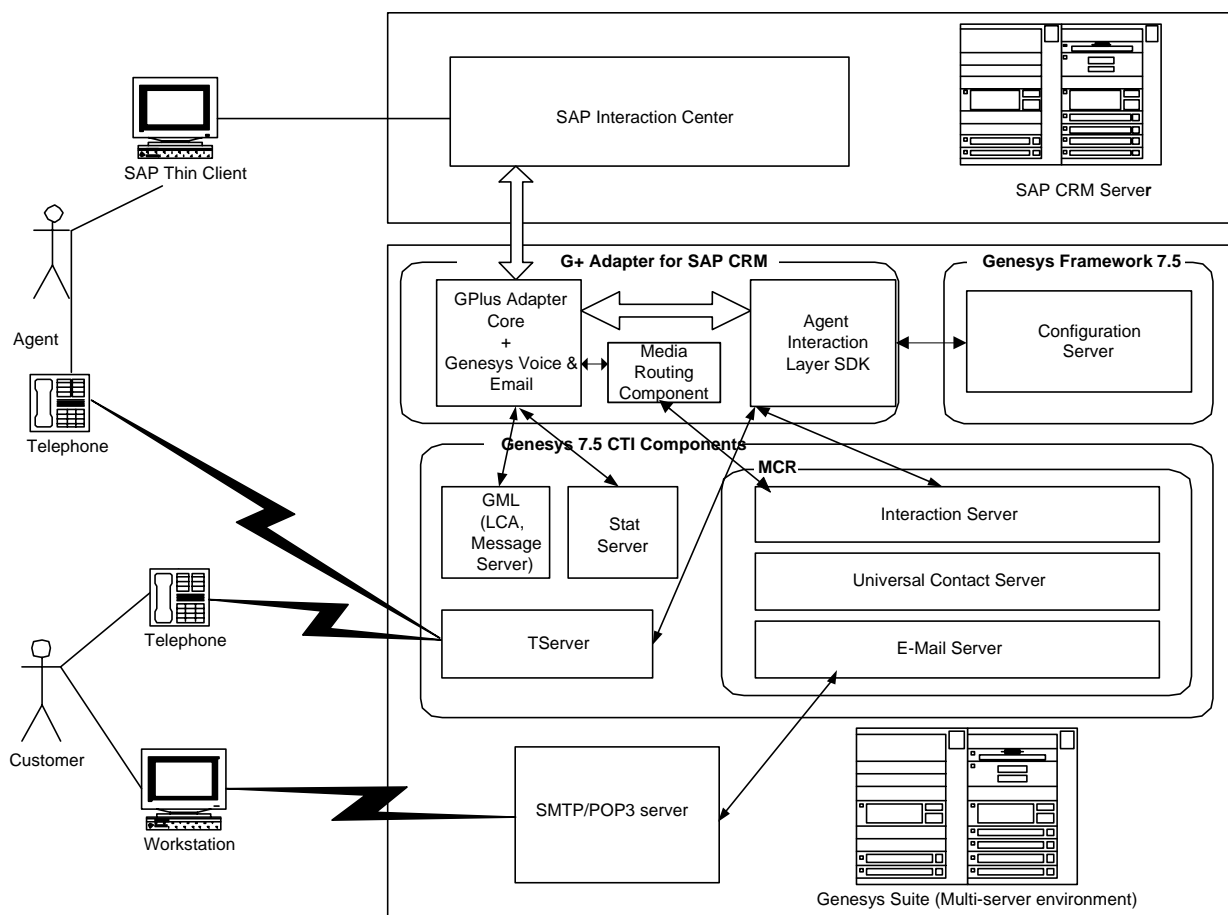 SAP Interaction Center
SAP CRM Server
SAP Thin Client
Agent
Telephone
G+ Adapter for SAP CRM
GPlus Adapter
Core
+
Genesys Voice &
Email
Media
Routing
Component
Agent
Interaction
Layer SDK
Genesys Framework 7.5
Configuration
Server
Genesys 7.5 CTI Components
GML
(LCA,
Message
Server)
Stat
Server
TServer
MCR
Interaction Server
Universal Contact Server
E-Mail Server
Telephone
Customer
Workstation
SMTP/POP3 server
Genesys Suite (Multi-server environment)